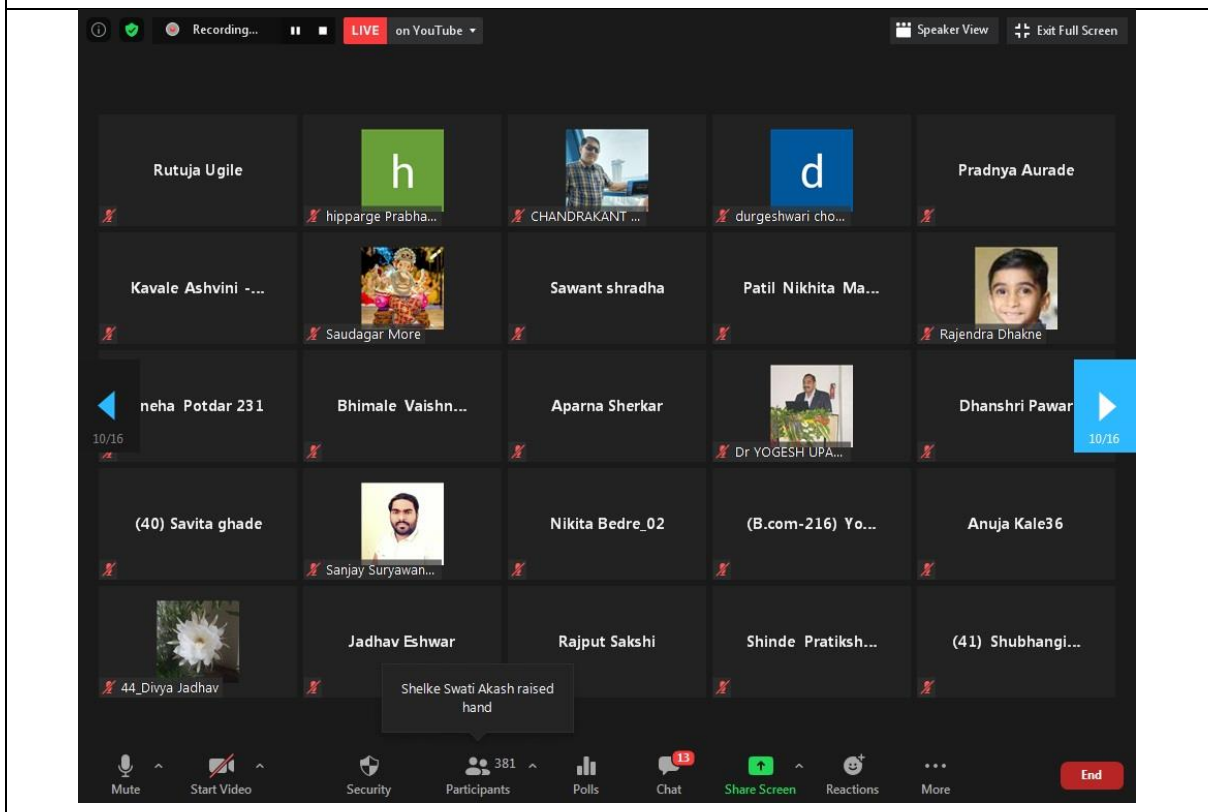 Recording...
LIVE on YouTube
Speaker View
Exit Full Screen
Rutuja Ugile
h
hipparge Prabha...
CHANDRAKANT ...
d
durgeshwari cho...
Pradnya Aurade
Kavale Ashvini -...
Saudagar More
Sawant shradha
Patil Nikhita Ma...
Rajendra Dhakne
neha Potdar 231
10/16
Bhimale Vaishn...
Aparna Sherkar
Dr YOGESH UPA...
Dhanshri Pawar
10/16
(40) Savita ghade
Sanjay Suryawan...
Nikita Bedre_02
(B.com-216) Yo...
Anuja Kale36
44_Divya Jadhav
Jadhav Eshwar
Rajput Sakshi
Shinde Pratiksh...
(41) Shubhangi...
Shelke Swati Akash raised
hand
Mute
Start Video
Security
381
Participants
Polls
13
Chat
Share Screen
Reactions
More
End